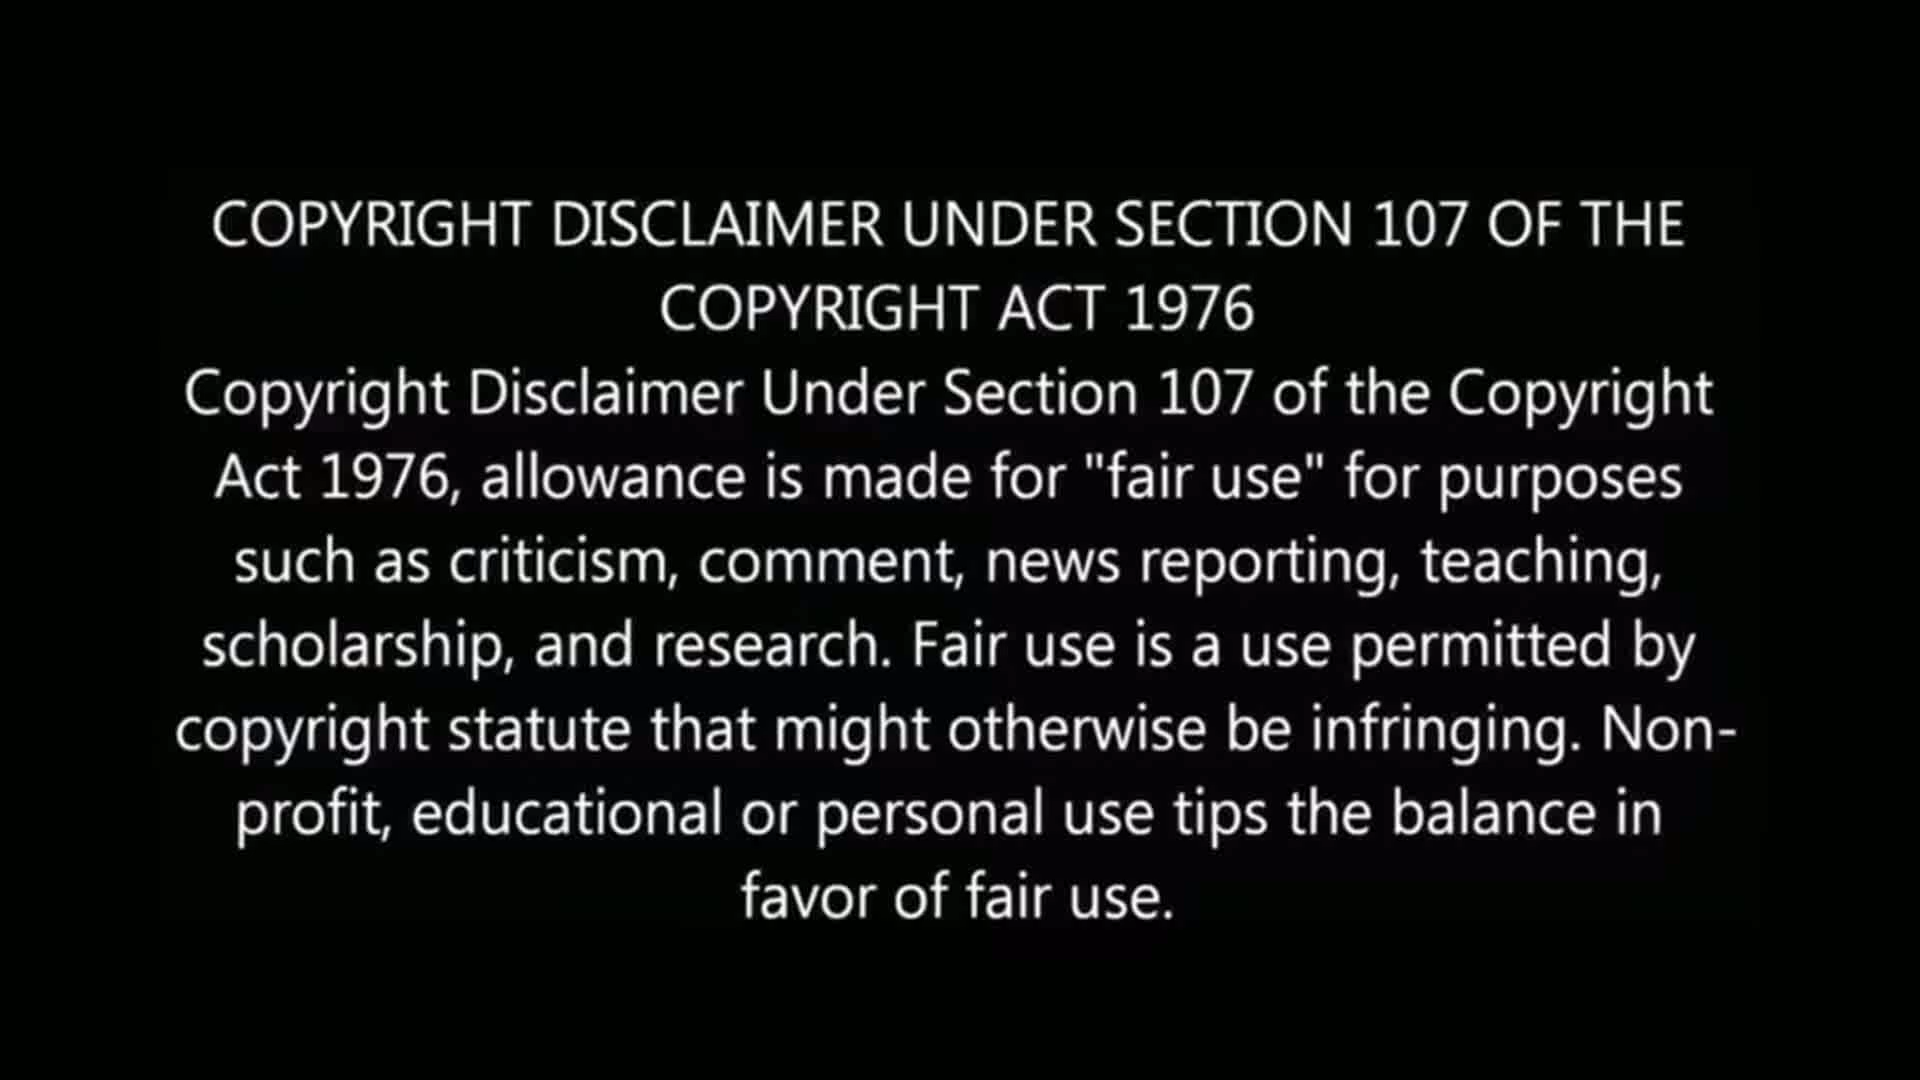 COPYRIGHT DISCLAIMER UNDER SECTION 107 OF THE
COPYRIGHT ACT 1976
Copyright Disclaimer Under Section 107 of the Copyright
Act 1976, allowance is made for "fair use" for purposes
such as criticism, comment, news reporting, teaching,
scholarship, and research. Fair use is a use permitted by
copyright statute that might otherwise be infringing. Non-
profit, educational or personal use tips the balance in
favor of fair use.